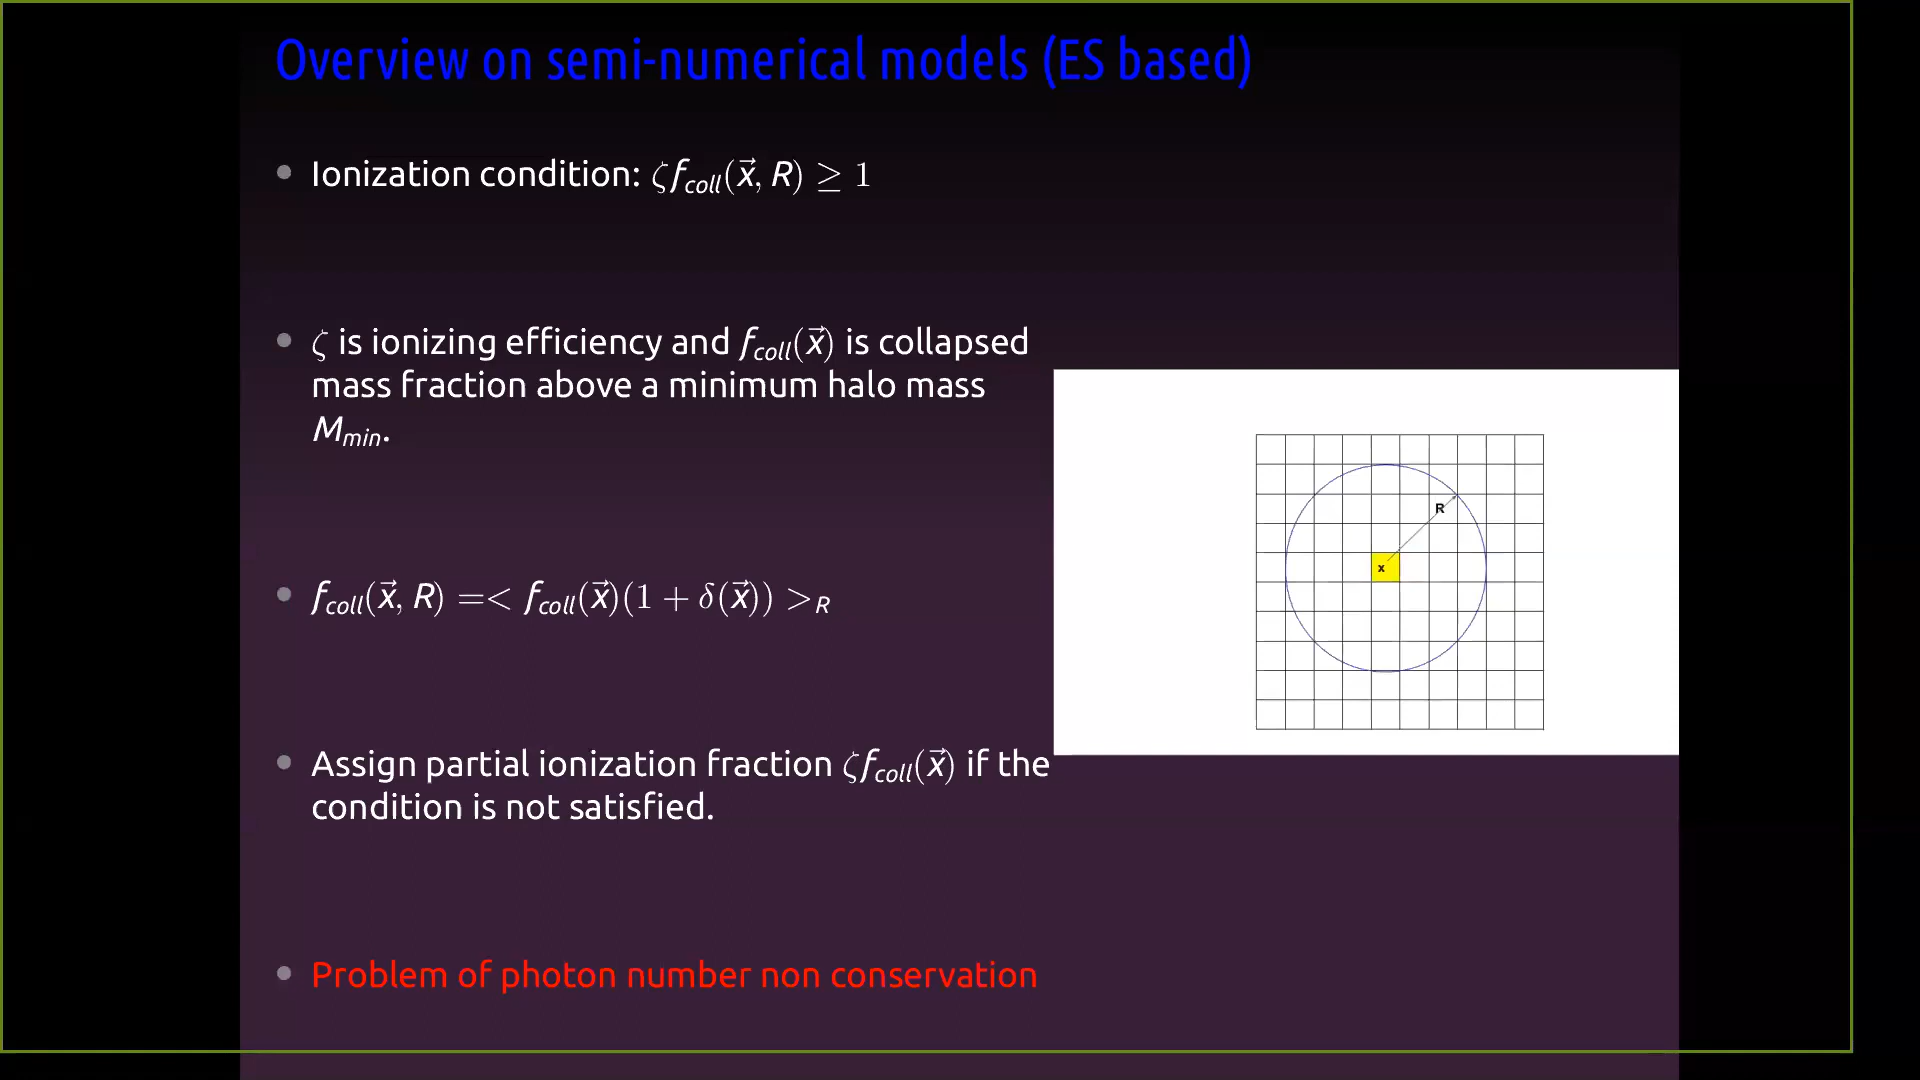 Overview on semi-numerical models (ES based)
• Ionization condition: ζf_coll(x⃗, R) ≥ 1
• ζ is ionizing efficiency and f_coll(x⃗) is collapsed
mass fraction above a minimum halo mass
M_min.
• f_coll(x⃗, R) =< f_coll(x⃗)(1 + δ(x⃗)) >_R
R
x
• Assign partial ionization fraction ζf_coll(x⃗) if the
condition is not satisfied.
• Problem of photon number non conservation